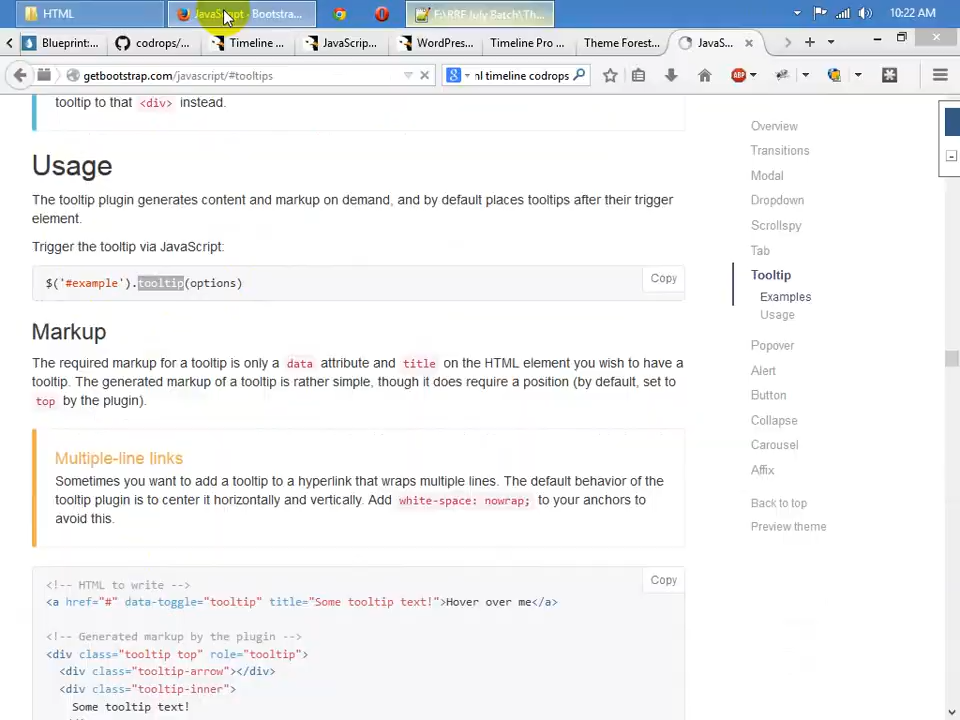 HTML
JavaScript · Bootstra...
E:\RRF July Batch\Th...
10:22 AM
Blueprint:...
codrops/...
Timeline ...
JavaScrip...
WordPres...
Timeline Pro ...
Theme Forest...
JavaS...
getbootstrap.com/javascript/#tooltips
nl timeline codrops
ABP
tooltip to that <div> instead.
Usage
The tooltip plugin generates content and markup on demand, and by default places tooltips after their trigger
element.
Trigger the tooltip via JavaScript:
$('#example').tooltip(options)
Copy
Markup
The required markup for a tooltip is only a data attribute and title on the HTML element you wish to have a
tooltip. The generated markup of a tooltip is rather simple, though it does require a position (by default, set to
top by the plugin).
Multiple-line links
Sometimes you want to add a tooltip to a hyperlink that wraps multiple lines. The default behavior of the
tooltip plugin is to center it horizontally and vertically. Add white-space: nowrap; to your anchors to
avoid this.
Copy
<!-- HTML to write -->
<a href="#" data-toggle="tooltip" title="Some tooltip text!">Hover over me</a>
<!-- Generated markup by the plugin -->
<div class="tooltip top" role="tooltip">
<div class="tooltip-arrow"></div>
<div class="tooltip-inner">
Some tooltip text!
Overview
Transitions
Modal
Dropdown
Scrollspy
Tab
Tooltip
Examples
Usage
Popover
Alert
Button
Collapse
Carousel
Affix
Back to top
Preview theme